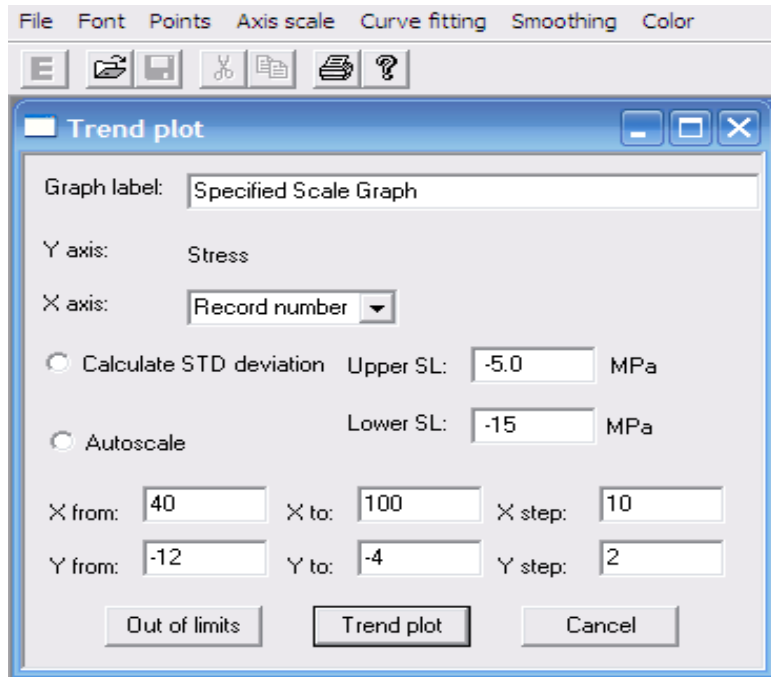 File Font Points Axis scale Curve fitting Smoothing Color
E
Trend plot
Graph label: Specified Scale Graph
Y axis: Stress
X axis: Record number
Calculate STD deviation Upper SL: -5.0 MPa
Autoscale Lower SL: -15 MPa
X from: 40 X to: 100 X step: 10
Y from: -12 Y to: -4 Y step: 2
Out of limits Trend plot Cancel